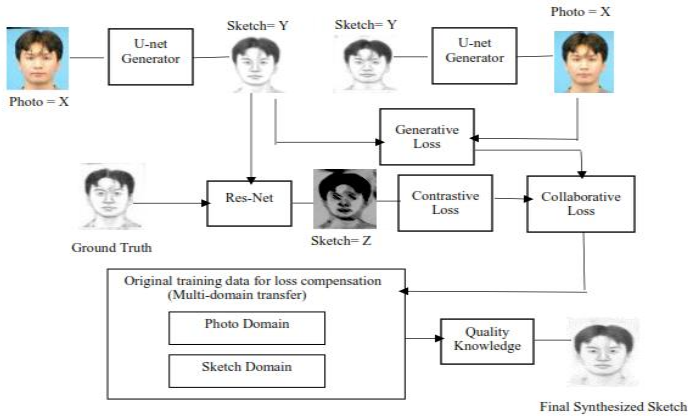 Photo = X
U-net
Generator
Sketch= Y
Sketch= Y
U-net
Generator
Photo = X
Generative
Loss
Ground Truth
Res-Net
Sketch= Z
Contrastive
Loss
Collaborative
Loss
Original training data for loss compensation
(Multi-domain transfer)
Photo Domain
Sketch Domain
Quality
Knowledge
Final Synthesized Sketch